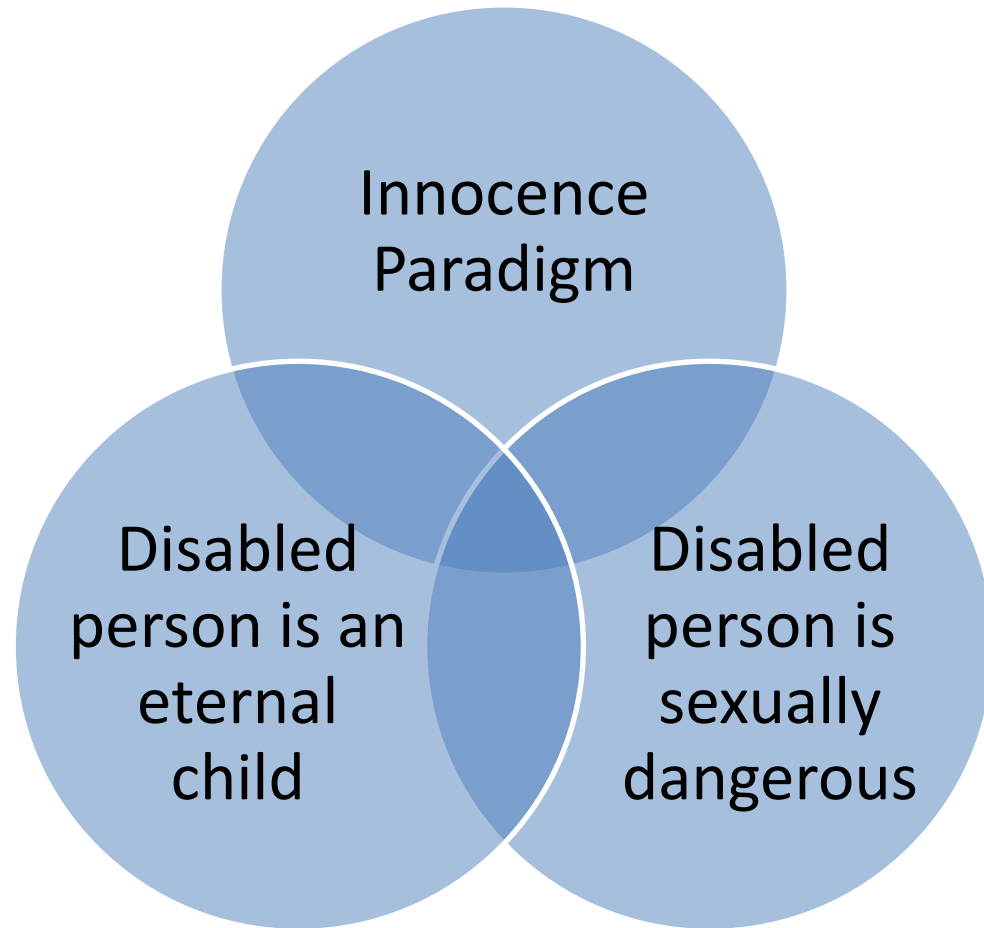 Innocence
Paradigm
Disabled
person is an
eternal
child
Disabled
person is
sexually
dangerous